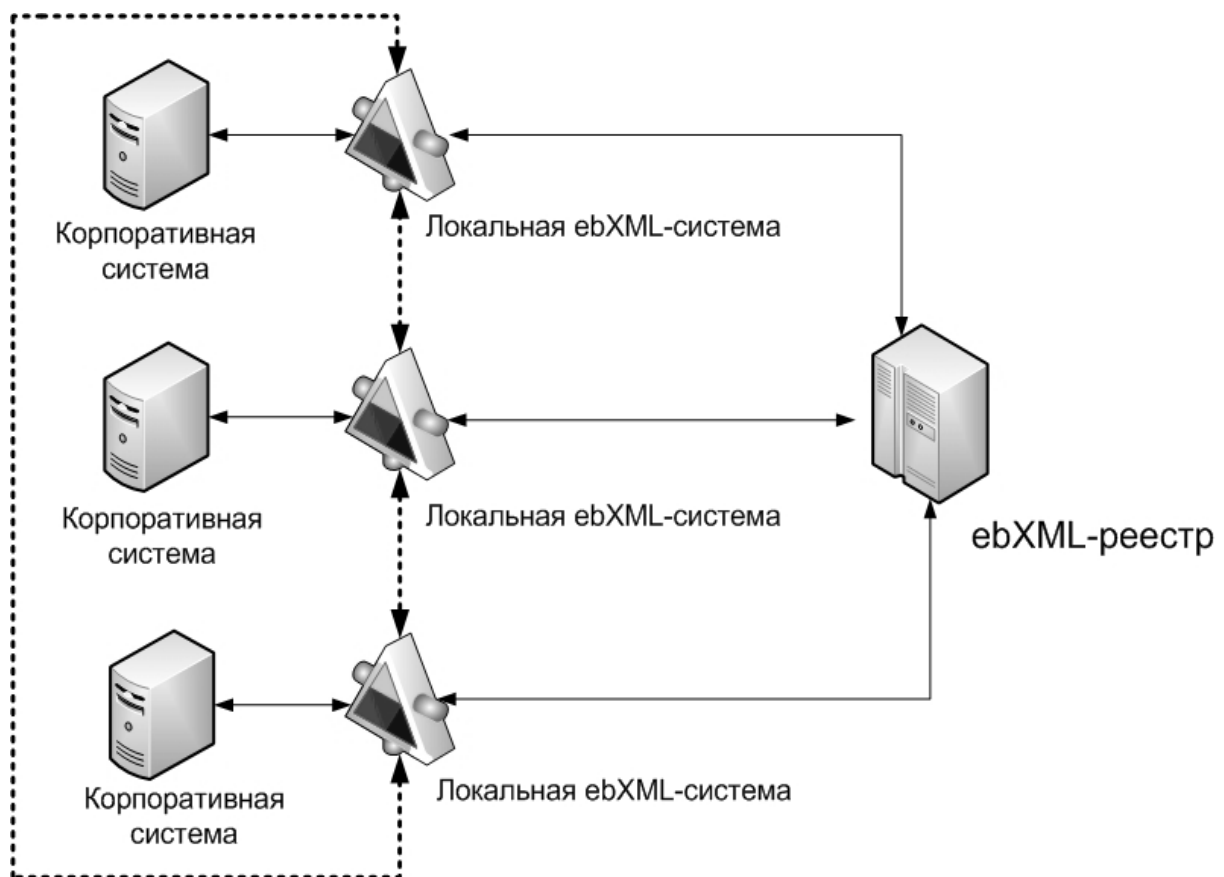 Корпоративная
система
Локальная ebXML-система
Корпоративная
система
Локальная ebXML-система
ebXML-реестр
Корпоративная
система
Локальная ebXML-система